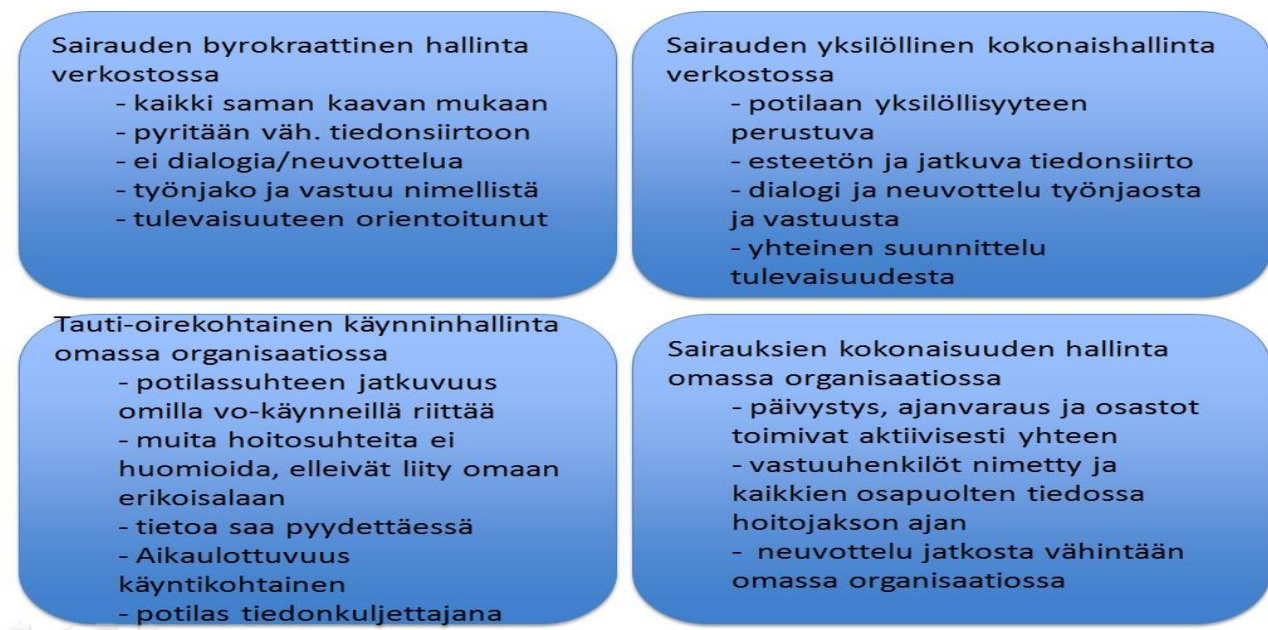 Sairauden byrokraattinen hallinta
verkostossa
- kaikki saman kaavan mukaan
- pyritään väh. tiedonsiirtoon
- ei dialogia/neuvottelua
- työnjako ja vastuu nimellistä
- tulevaisuuteen orientoitunut
Sairauden yksilöllinen kokonaishallinta
verkostossa
- potilaan yksilöllisyyteen
perustuva
- esteetön ja jatkuva tiedonsiirto
- dialogi ja neuvottelu työnjaosta
ja vastuusta
- yhteinen suunnittelu
tulevaisuudesta
Tauti-oirekohtainen käynninhallinta
omassa organisaatiossa
- potilassuhteen jatkuvuus
omilla vo-käynneillä riittää
- muita hoitosuhteita ei
huomioida, elleivät liity omaan
erikoisalaan
- tietoa saa pyydettäessä
- Aikaulottuvuus
käyntikohtainen
- potilas tiedonkuljettajana
Sairauksien kokonaisuuden hallinta
omassa organisaatiossa
- päivystys, ajanvaraus ja osastot
toimivat aktiivisesti yhteen
- vastuuhenkilöt nimetty ja
kaikkien osapuolten tiedossa
hoitojakson ajan
- neuvottelu jatkosta vähintään
omassa organisaatiossa